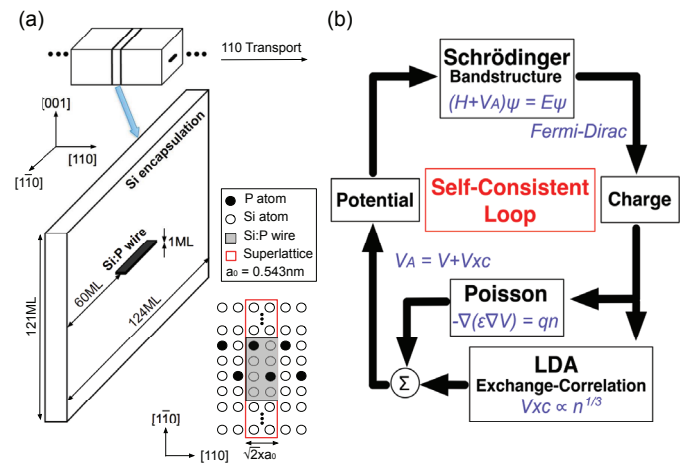 (a)
110 Transport
[001]
[110]
[11̄0]
Si encapsulation
Si:P wire
1ML
60ML
124ML
121ML
P atom
Si atom
Si:P wire
Superlattice
a₀ = 0.543nm
[11̄0]
[110]
√2xa₀
(b)
Schrödinger
Bandstructure
(H+VA)ψ = Eψ
Fermi-Dirac
Potential
Self-Consistent
Loop
Charge
VA = V+Vxc
Poisson
-∇(ε∇V) = qn
Σ
LDA
Exchange-Correlation
Vxc ∝ n^1/3